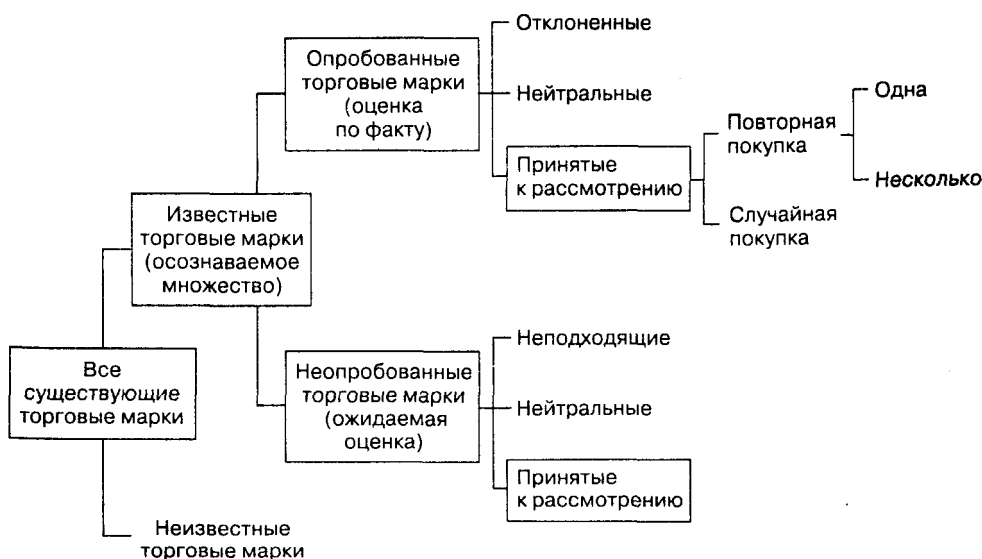 Отклоненные
Опробованные
торговые марки
(оценка
по факту)
Нейтральные
Принятые
к рассмотрению
Повторная
покупка
Одна
Несколько
Случайная
покупка
Известные
торговые марки
(осознаваемое
множество)
Все
существующие
торговые марки
Неопробованные
торговые марки
(ожидаемая
оценка)
Неподходящие
Нейтральные
Принятые
к рассмотрению
Неизвестные
торговые марки